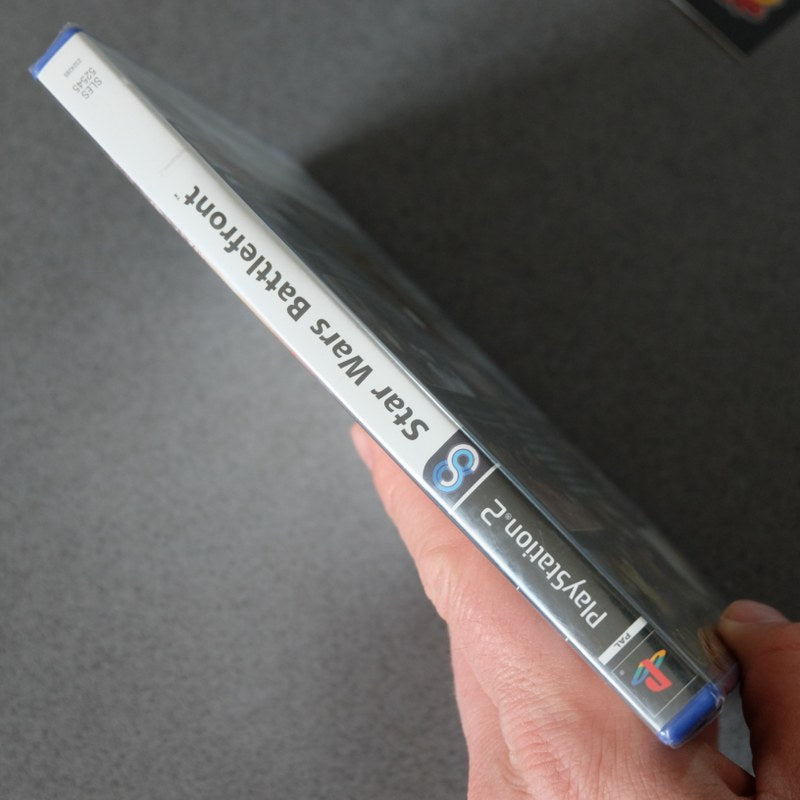 PAL
PlayStation®2
Star Wars Battlefront™
SLES
52545